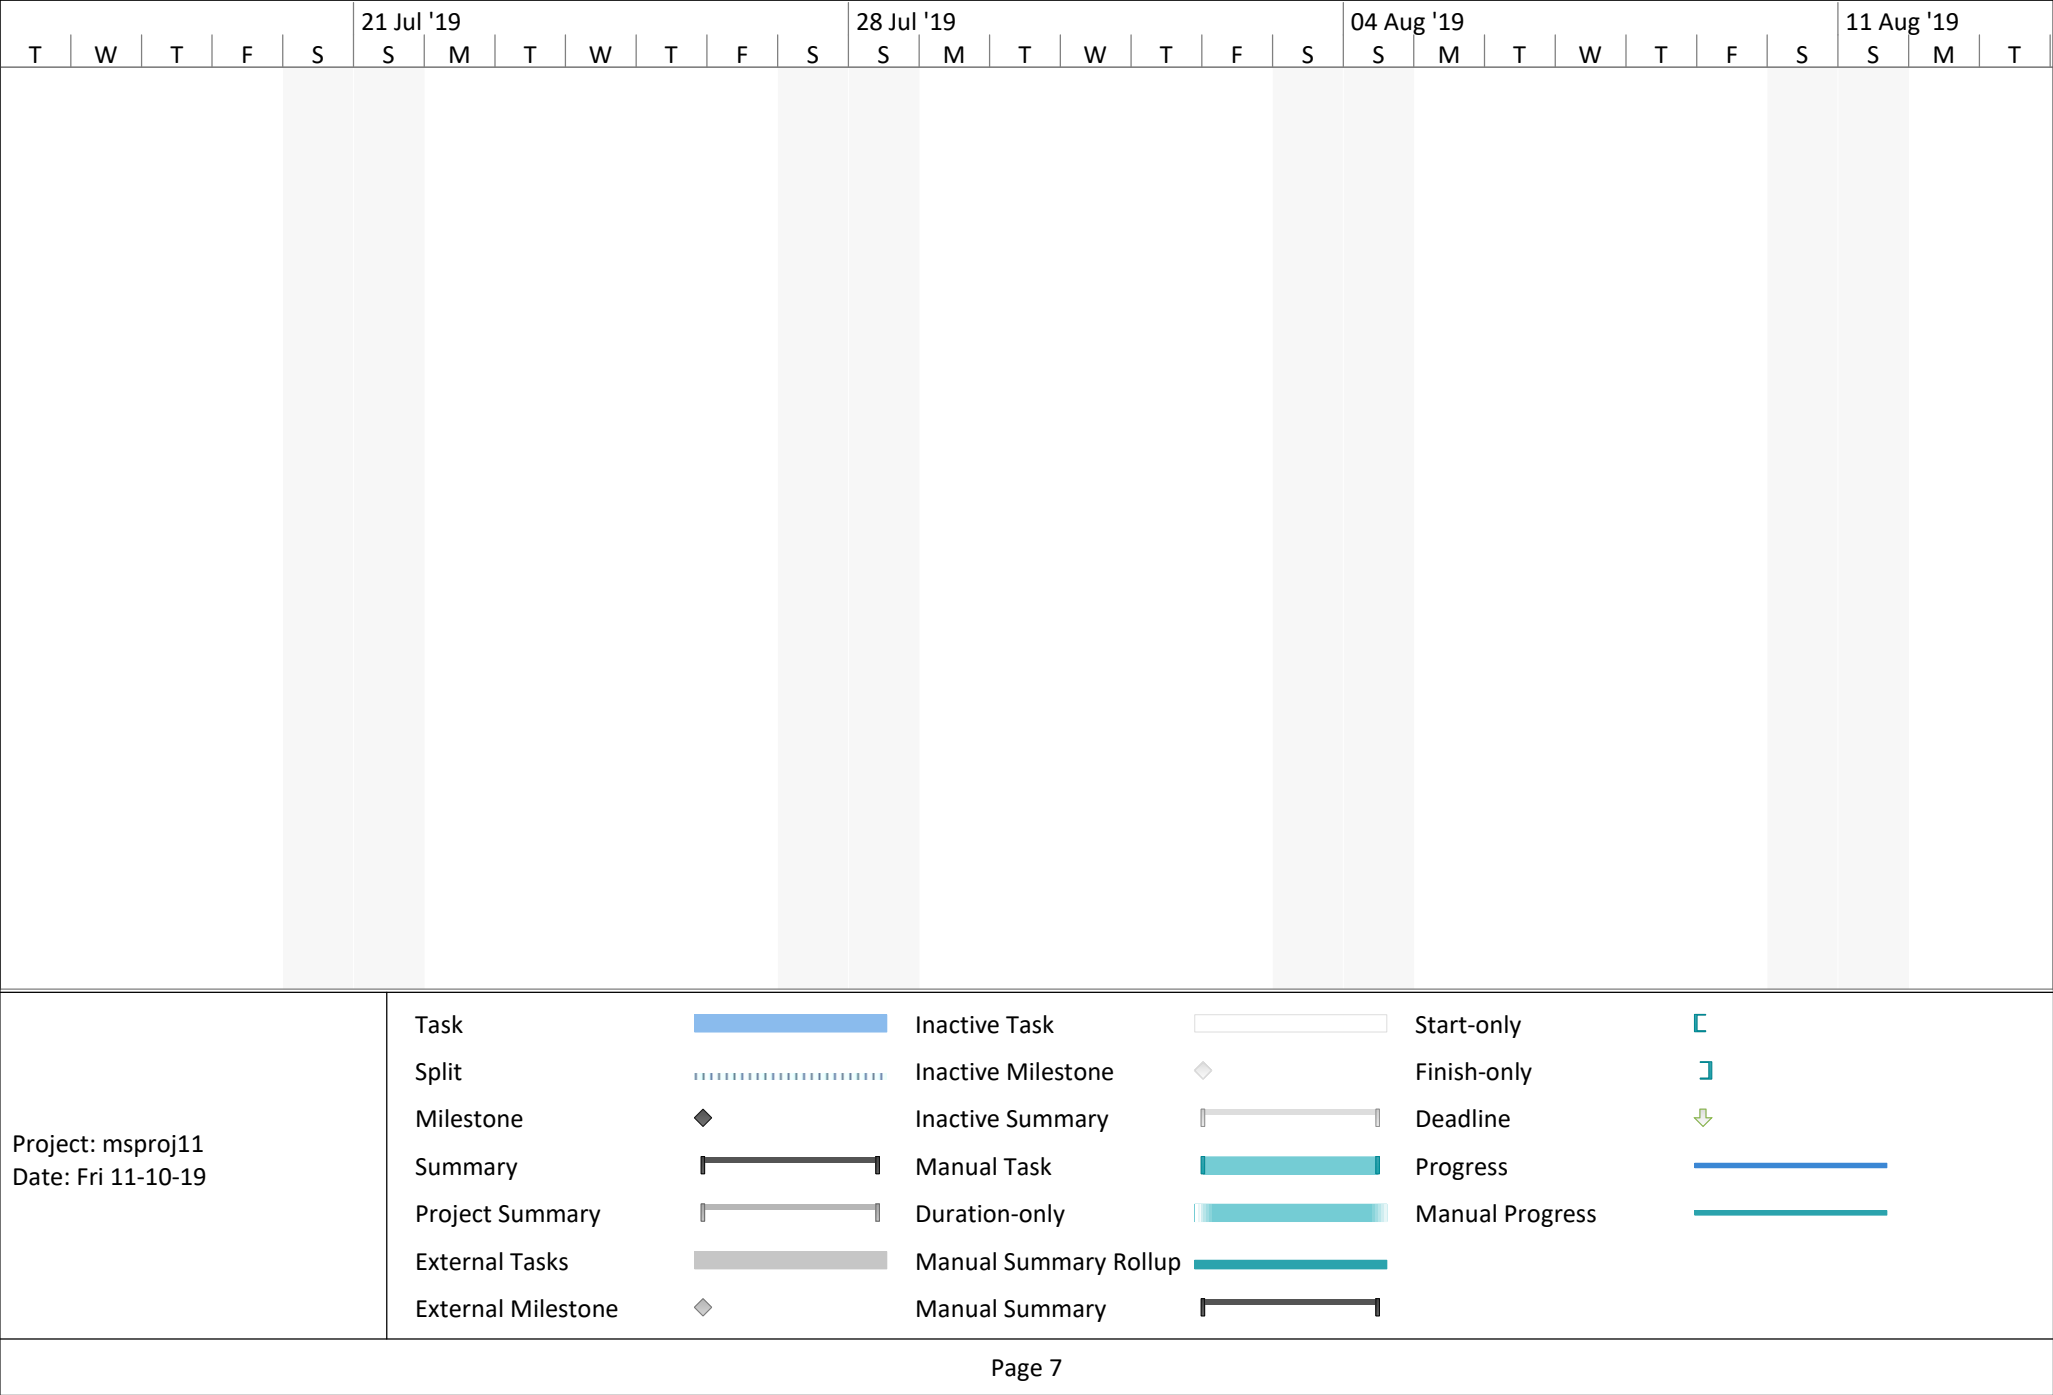 21 Jul '19 28 Jul '19 04 Aug '19 11 Aug '19
T W T F S S M T W T F S S M T W T F S S M T W T F S S M T
Project: msproj11
Date: Fri 11-10-19
Task
Split
Milestone
Summary
Project Summary
External Tasks
External Milestone
Inactive Task
Inactive Milestone
Inactive Summary
Manual Task
Duration-only
Manual Summary Rollup
Manual Summary
Start-only
Finish-only
Deadline
Progress
Manual Progress
Page 7